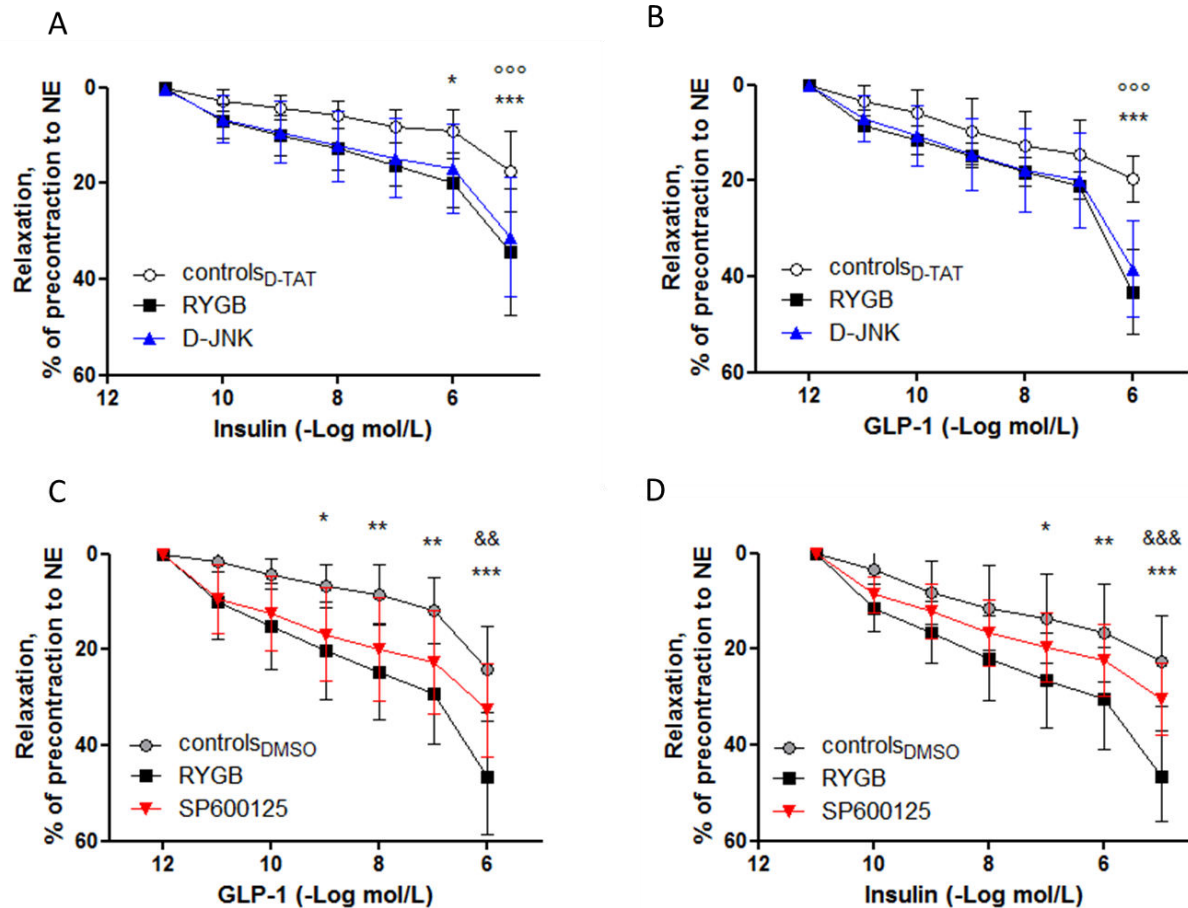 A
Relaxation,
% of precontraction to NE
0
20
40
60
* °°° ***
controlsD-TAT
RYGB
D-JNK
12 10 8 6
Insulin (-Log mol/L)
B
Relaxation,
% of precontraction to NE
0
20
40
60
°°°
***
controlsD-TAT
RYGB
D-JNK
12 10 8 6
GLP-1 (-Log mol/L)
C
Relaxation,
% of precontraction to NE
0
20
40
60
* ** ** && ***
controlsDMSO
RYGB
SP600125
12 10 8 6
GLP-1 (-Log mol/L)
D
Relaxation,
% of precontraction to NE
0
20
40
60
* ** &&& ***
controlsDMSO
RYGB
SP600125
12 10 8 6
Insulin (-Log mol/L)